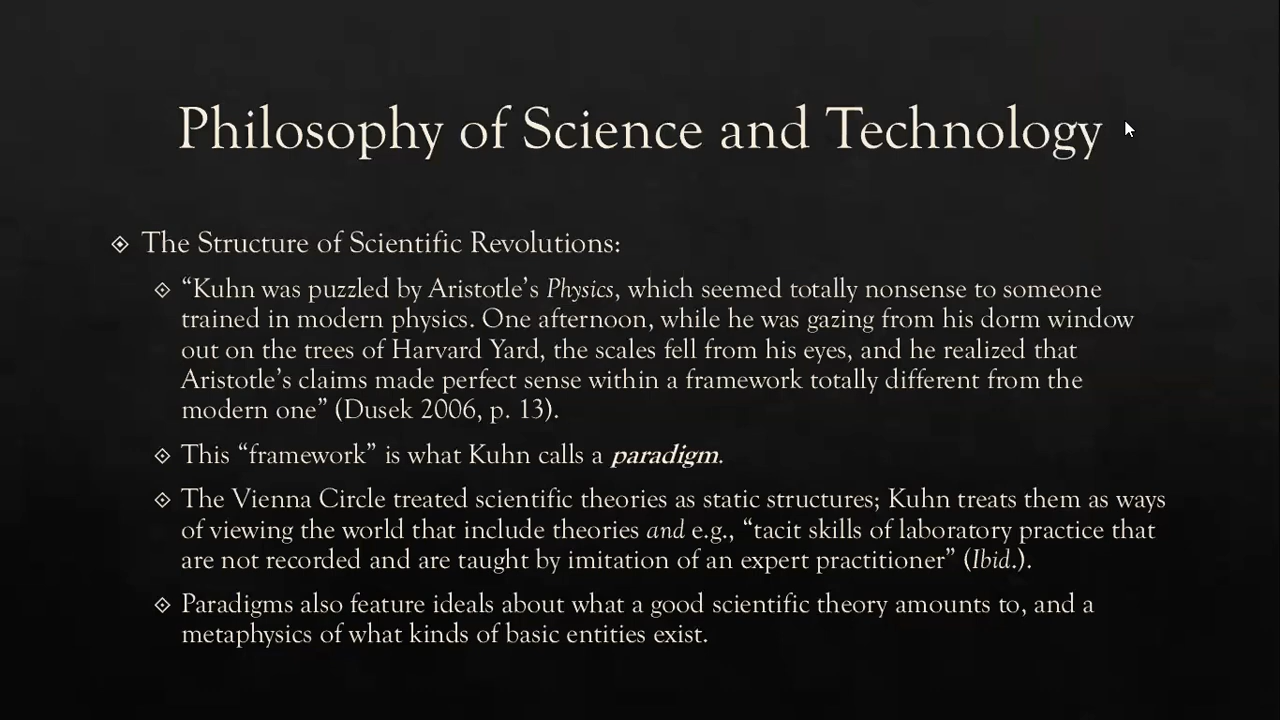 Philosophy of Science and Technology
The Structure of Scientific Revolutions:
“Kuhn was puzzled by Aristotle’s Physics, which seemed totally nonsense to someone
trained in modern physics. One afternoon, while he was gazing from his dorm window
out on the trees of Harvard Yard, the scales fell from his eyes, and he realized that
Aristotle’s claims made perfect sense within a framework totally different from the
modern one” (Dusek 2006, p. 13).
This “framework” is what Kuhn calls a paradigm.
The Vienna Circle treated scientific theories as static structures; Kuhn treats them as ways
of viewing the world that include theories and e.g., “tacit skills of laboratory practice that
are not recorded and are taught by imitation of an expert practitioner” (Ibid.).
Paradigms also feature ideals about what a good scientific theory amounts to, and a
metaphysics of what kinds of basic entities exist.